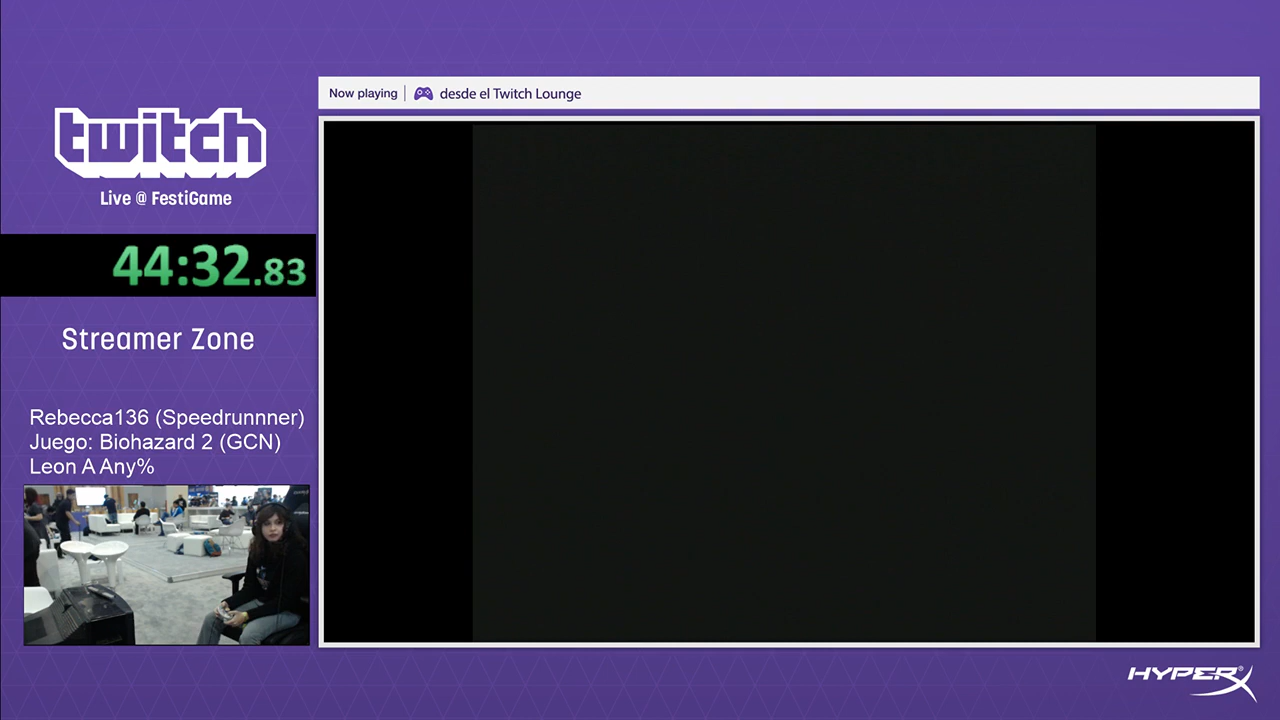 Now playing | desde el Twitch Lounge
twitch
Live @ FestiGame
44:32.83
Streamer Zone
Rebecca136 (Speedrunnner)
Juego: Biohazard 2 (GCN)
Leon A Any%
HYPERX